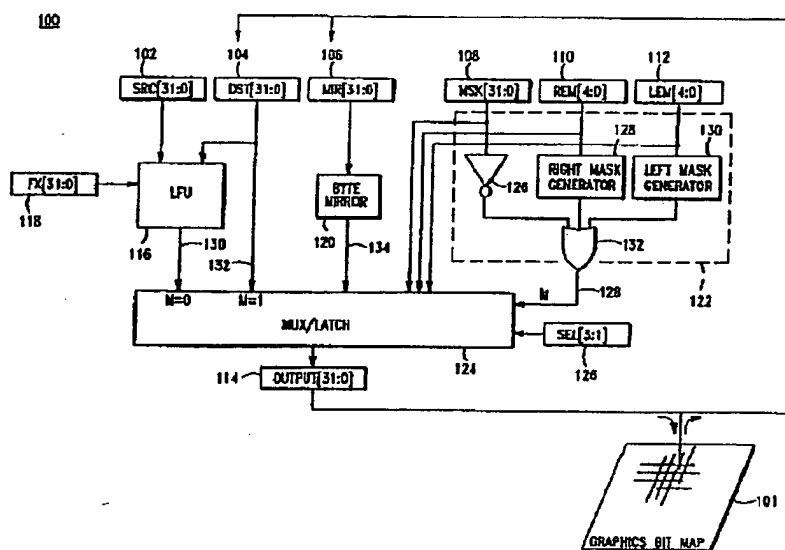 100
102
104
106
108
110
112
SRC[31:0]
DST[31:0]
MIR[31:0]
MSK[31:0]
REM[4:0]
LEM[4:0]
128
130
FX[31:0]
118
LFU
116
BYTE
MIRROR
120
126
RIGHT MASK
GENERATOR
LEFT MASK
GENERATOR
130
132
134
132
122
M=0
M=1
M
128
MUX/LATCH
124
SEL[3:1]
126
114
OUTPUT[31:0]
101
GRAPHICS BIT MAP